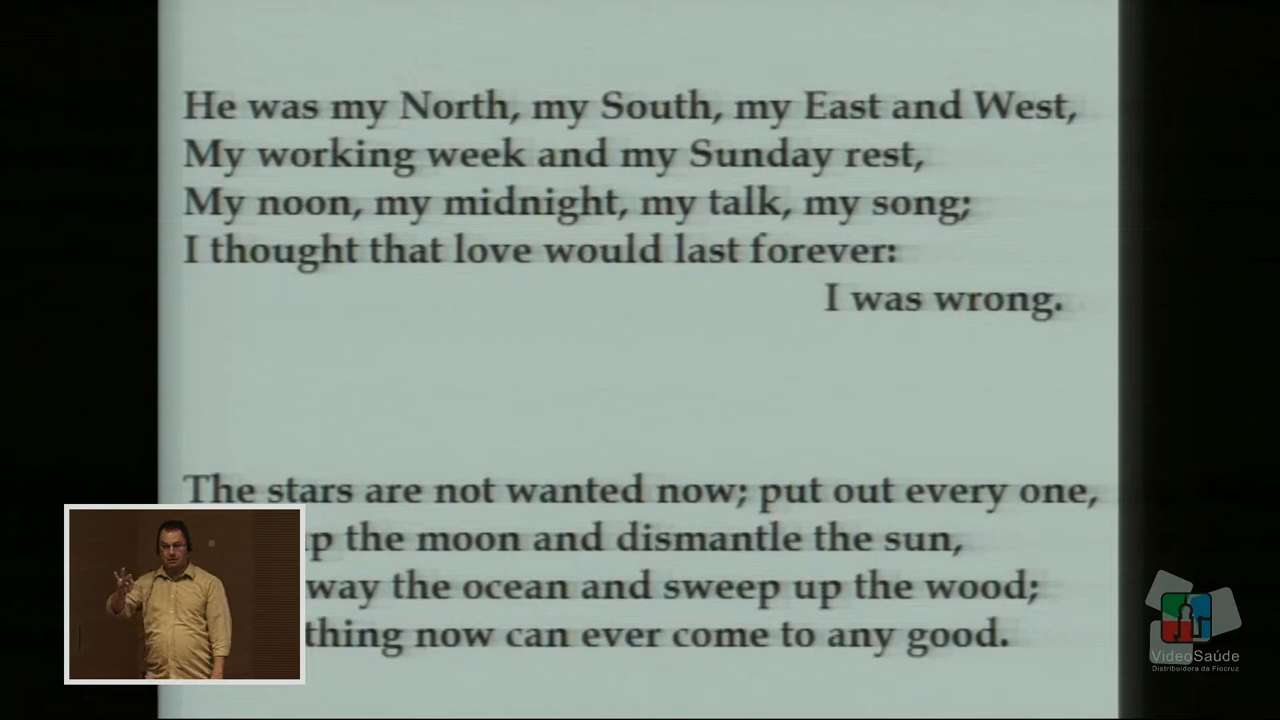 He was my North, my South, my East and West,
My working week and my Sunday rest,
My noon, my midnight, my talk, my song;
I thought that love would last forever:
I was wrong.
The stars are not wanted now; put out every one,
the moon and dismantle the sun,
the ocean and sweep up the wood;
now can ever come to any good.
VideoSaúde
Distribuidora da Fiocruz